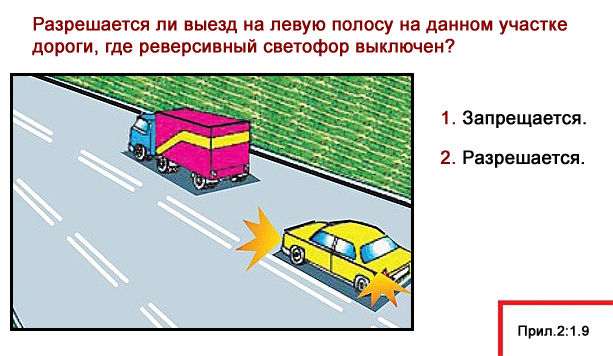 Разрешается ли выезд на левую полосу на данном участке
дороги, где реверсивный светофор выключен?
1. Запрещается.
2. Разрешается.
Прил.2:1.9